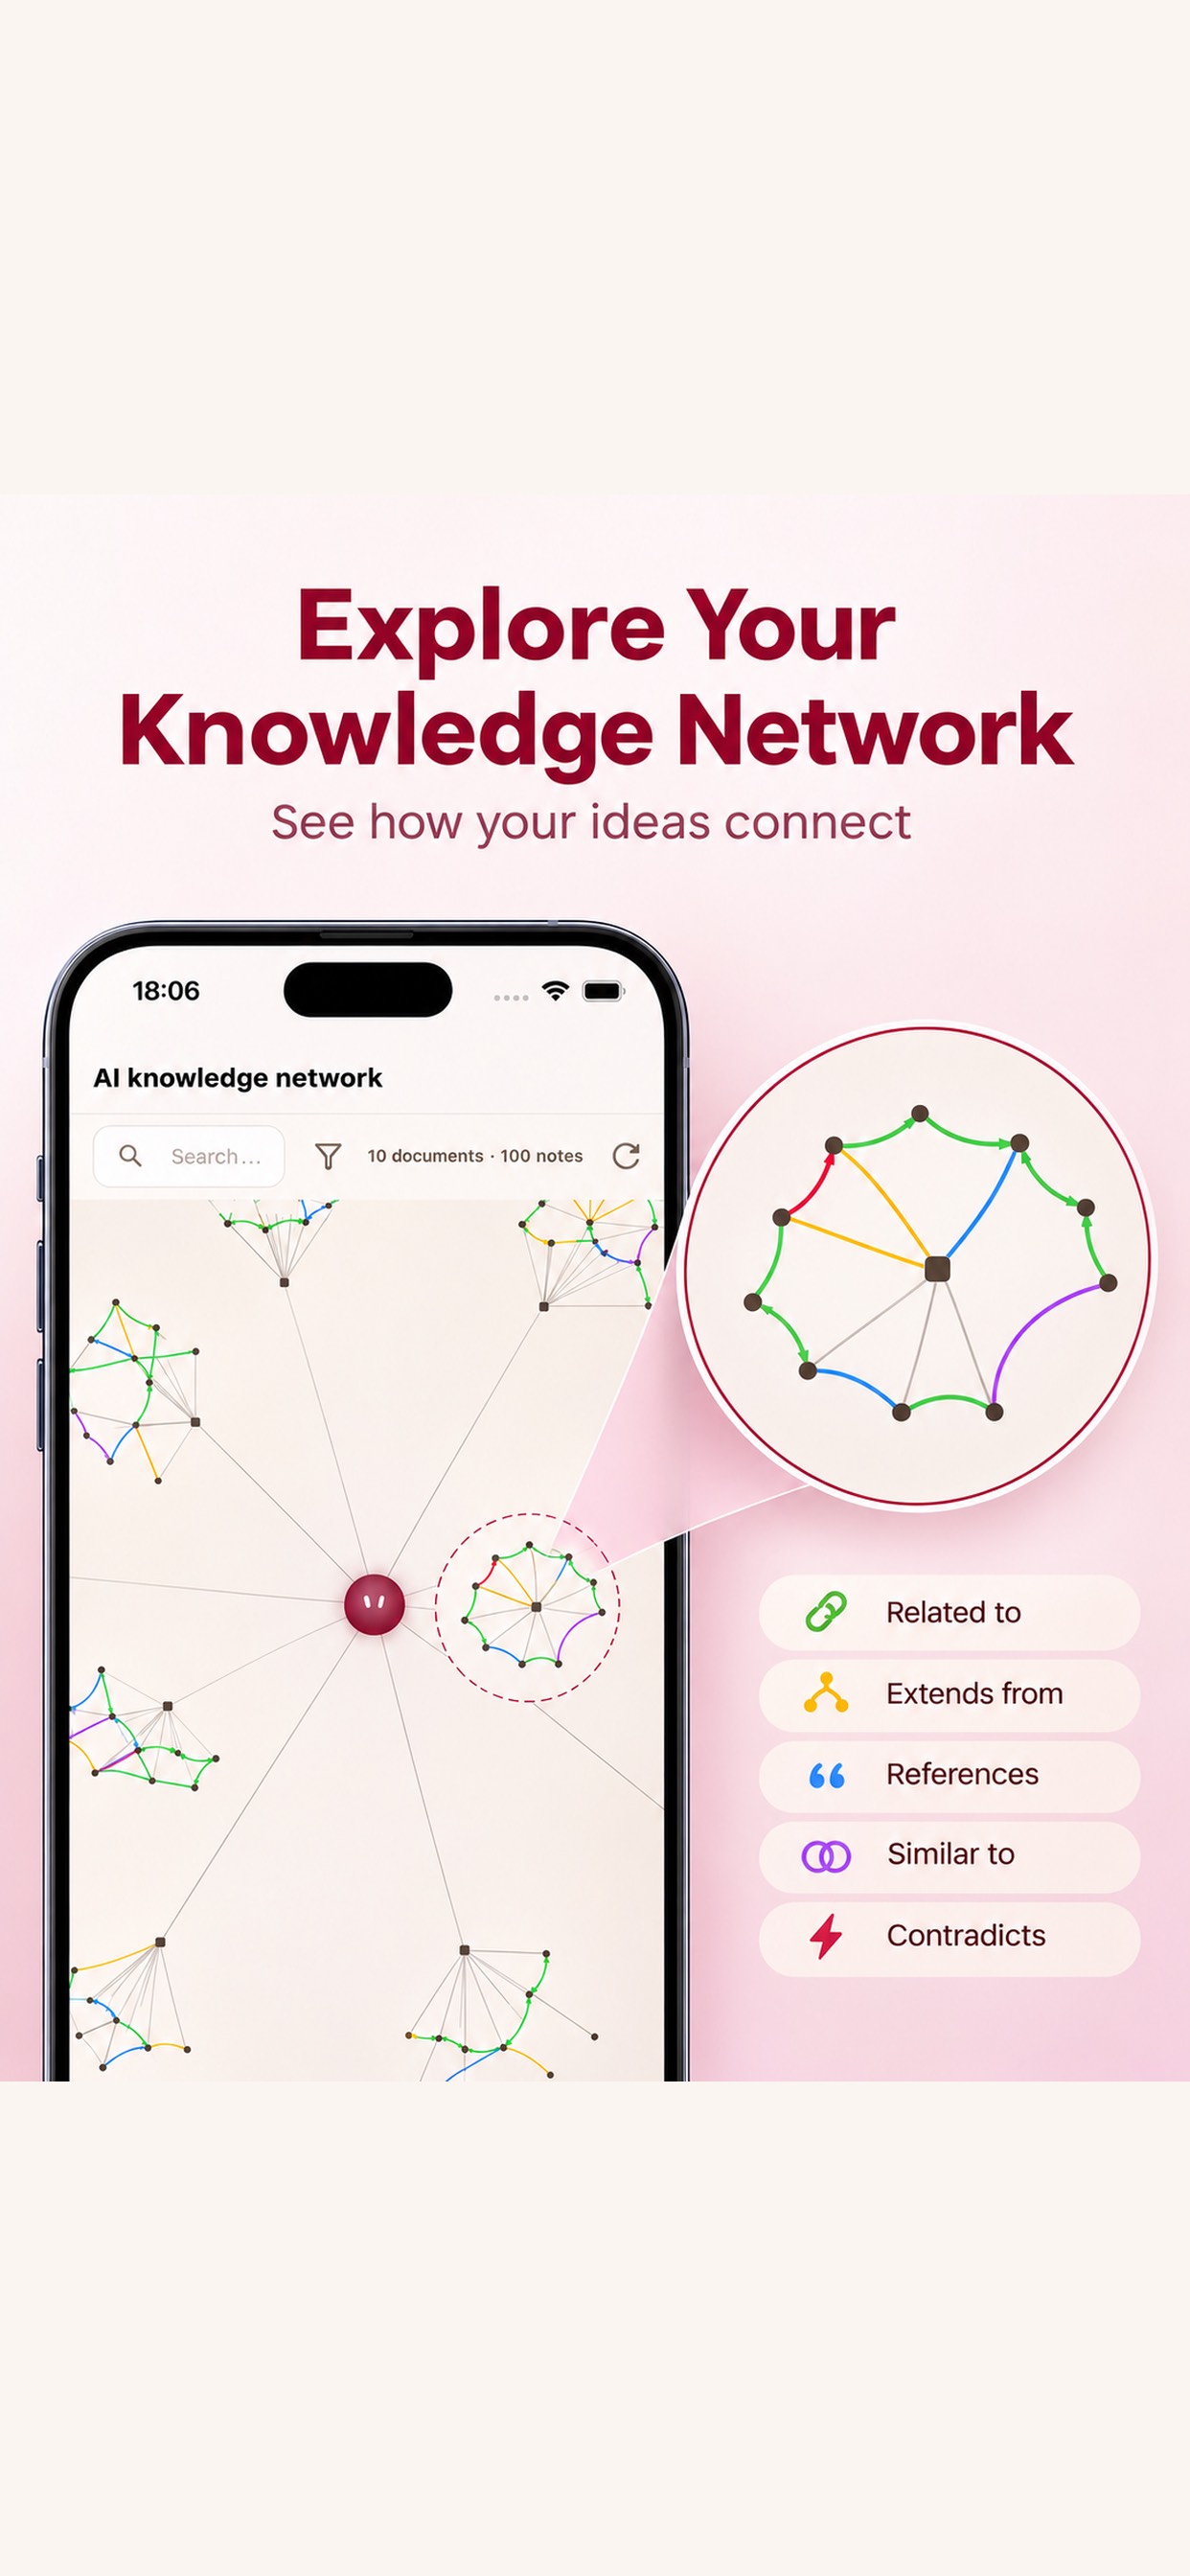 Explore Your
Knowledge Network
See how your ideas connect
18:06
AI knowledge network
Search...
10 documents · 100 notes
Related to
Extends from
References
Similar to
Contradicts